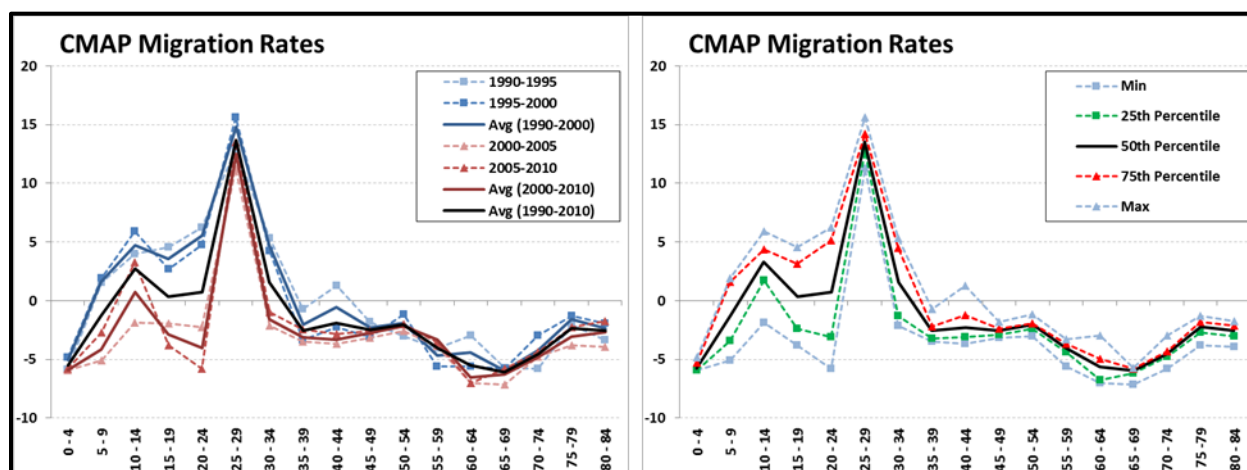 CMAP Migration Rates
20
15
10
5
0
-5
-10
1990-1995
1995-2000
Avg (1990-2000)
2000-2005
2005-2010
Avg (2000-2010)
Avg (1990-2010)
0 - 4
5 - 9
10 - 14
15 - 19
20 - 24
25 - 29
30 - 34
35 - 39
40 - 44
45 - 49
50 - 54
55 - 59
60 - 64
65 - 69
70 - 74
75 -79
80 - 84
CMAP Migration Rates
20
15
10
5
0
-5
-10
Min
25th Percentile
50th Percentile
75th Percentile
Max
0 - 4
5 - 9
10 - 14
15 - 19
20 - 24
25 - 29
30 - 34
35 - 39
40 - 44
45 - 49
50 - 54
55 - 59
60 - 64
65 - 69
70 - 74
75 -79
80 - 84